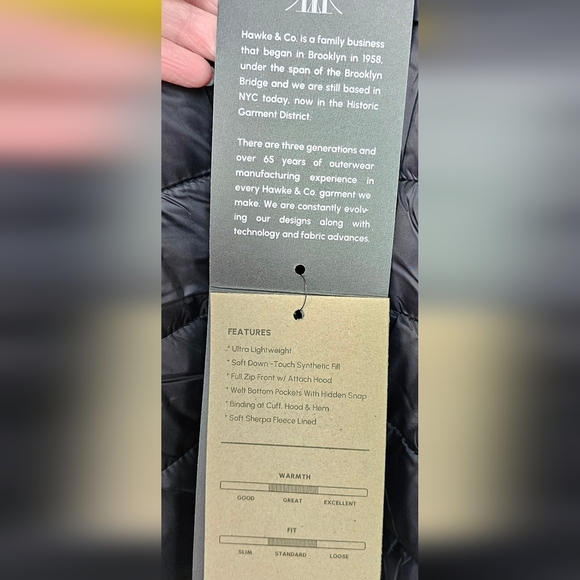 Hawke & Co. is a family business
that began in Brooklyn in 1958,
under the span of the Brooklyn
Bridge and we are still based in
NYC today, now in the Historic
Garment District.
There are three generations and
over 65 years of outerwear
manufacturing experience in
every Hawke & Co. garment we
make. We are constantly evolv-
ing our designs along with
technology and fabric advances.
FEATURES
* Ultra Lightweight
* Soft Down -Touch Synthetic Fill
* Full Zip Front w/ Attach Hood
* Welt Bottom Pockets With Hidden Snap
* Binding at Cuff, Hood & Hem
* Soft Sherpa Fleece Lined
WARMTH
GOOD GREAT EXCELLENT
FIT
SLIM STANDARD LOOSE